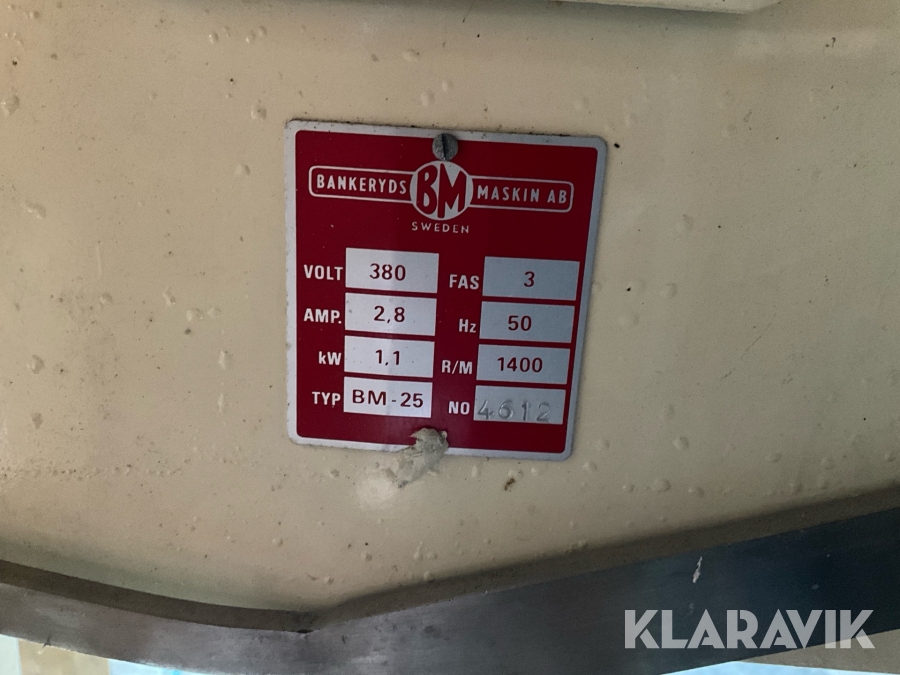 BANKERYDS BM MASKIN AB
SWEDEN
VOLT 380 FAS 3
AMP. 2,8 Hz 50
kW 1,1 R/M 1400
TYP BM-25 NO 4612
KLARAVIK